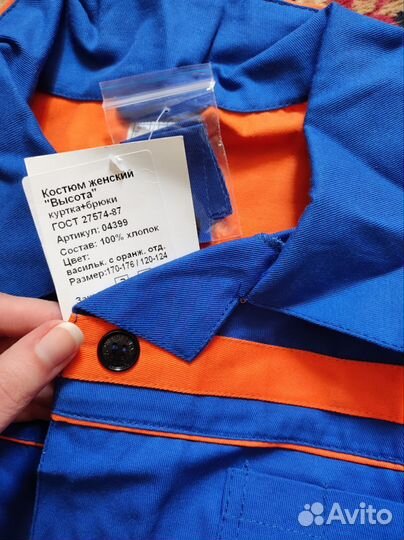 Костюм женский
"Высота"
куртка+брюки
ГОСТ 27574-87
Артикул: 04399
Состав: 100% хлопок
Цвет:
васильк. с оранж. отд.
Размер:170-176 / 120-124
Avito